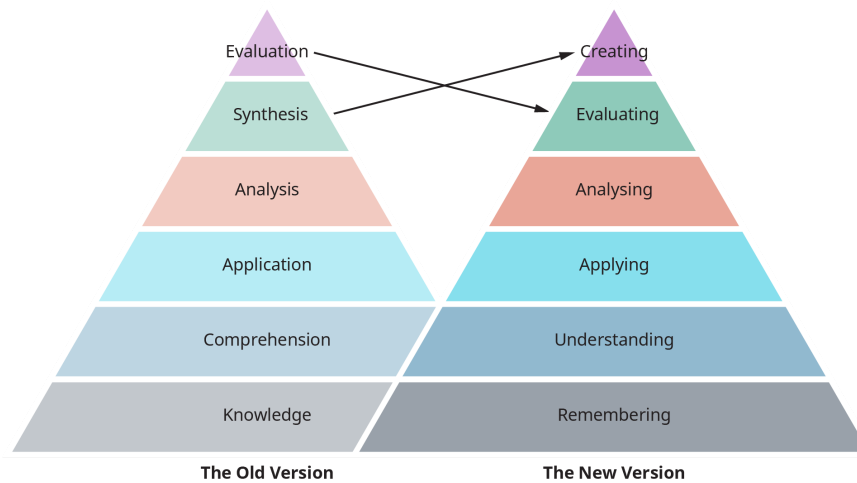 Evaluation
Creating
Synthesis
Evaluating
Analysis
Analysing
Application
Applying
Comprehension
Understanding
Knowledge
Remembering
The Old Version
The New Version